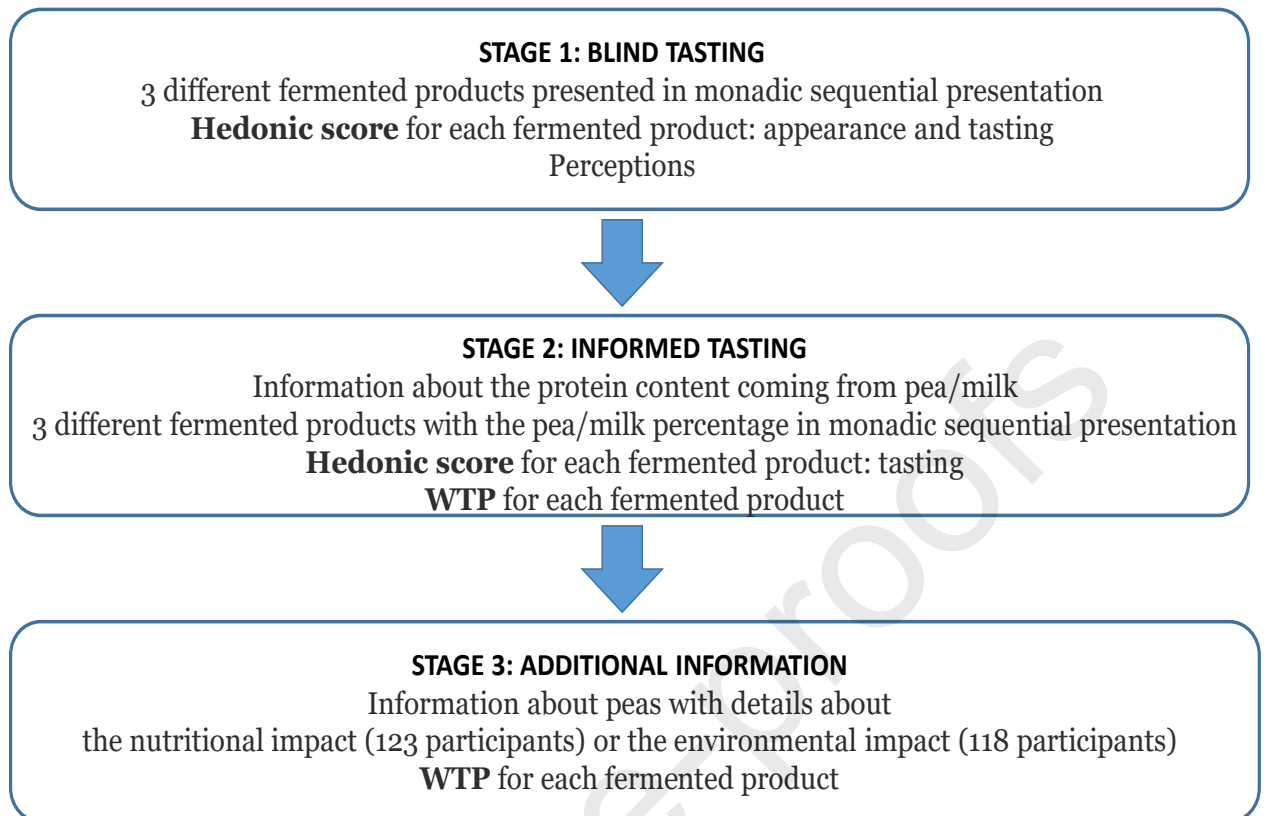 STAGE 1: BLIND TASTING
3 different fermented products presented in monadic sequential presentation
Hedonic score for each fermented product: appearance and tasting
Perceptions
STAGE 2: INFORMED TASTING
Information about the protein content coming from pea/milk
3 different fermented products with the pea/milk percentage in monadic sequential presentation
Hedonic score for each fermented product: tasting
WTP for each fermented product
STAGE 3: ADDITIONAL INFORMATION
Information about peas with details about
the nutritional impact (123 participants) or the environmental impact (118 participants)
WTP for each fermented product
e-proofs